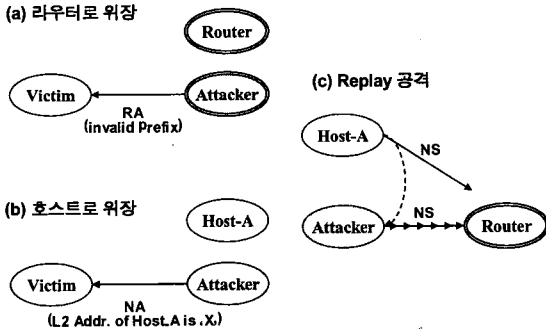 (a) 라우터로 위장
Router
Victim
Attacker
RA
(invalid Prefix)
(b) 호스트로 위장
Host-A
Victim
Attacker
NA
(L2 Addr. of Host.A is .X.)
(c) Replay 공격
Host-A
NS
Attacker
NS
Router